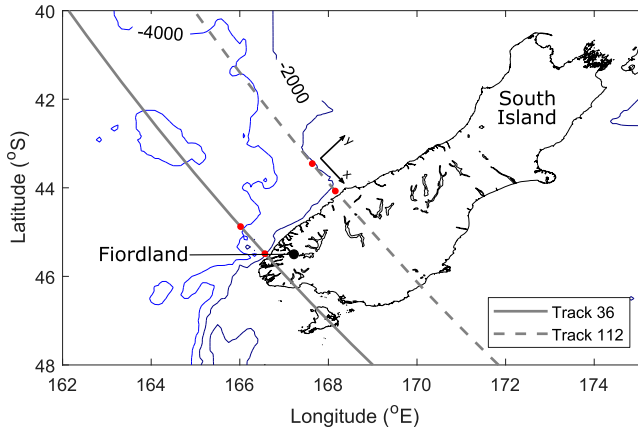 -4000
-2000
South
Island
y
x
Fiordland
Track 36
Track 112
40
42
44
46
48
162
164
166
168
170
172
174
Latitude (°S)
Longitude (°E)